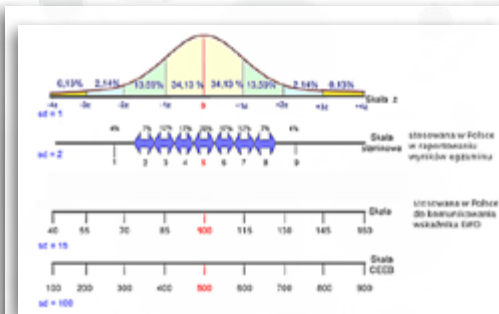 0,13% 2,14% 13,59% 34,13 % 34,13 % 13,59% 2,14% 0,13%
-4σ -3σ -2σ -1σ 0 +1σ +2σ +3σ +4σ
Skala z
sd = 1
4% 7% 12% 17% 20% 17% 12% 7% 4%
Skala
staninowa
stosowana w Polsce
w raportowaniu
wyników egzaminu
sd = 2
1 2 3 4 5 6 7 8 9
Skala
stosowana w Polsce
do komunikowania
wskaźnika EWD
40 55 70 85 100 115 130 145 160
sd = 15
Skala
CEEB
100 200 300 400 500 600 700 800 900
sd = 100